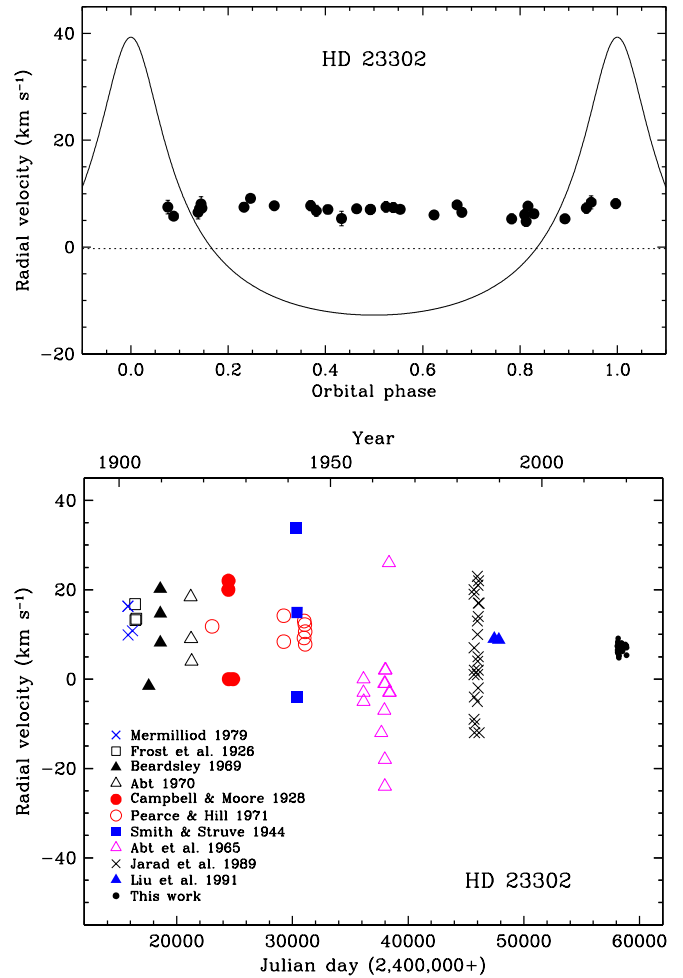 HD 23302
Radial velocity (km s⁻¹)
40
20
0
−20
0.0 0.2 0.4 0.6 0.8 1.0
Orbital phase
Year
1900 1950 2000
Radial velocity (km s⁻¹)
40
20
0
−20
−40
Mermilliod 1979
Frost et al. 1926
Beardsley 1969
Abt 1970
Campbell & Moore 1928
Pearce & Hill 1971
Smith & Struve 1944
Abt et al. 1965
Jarad et al. 1989
Liu et al. 1991
This work
HD 23302
20000 30000 40000 50000 60000
Julian day (2,400,000+)